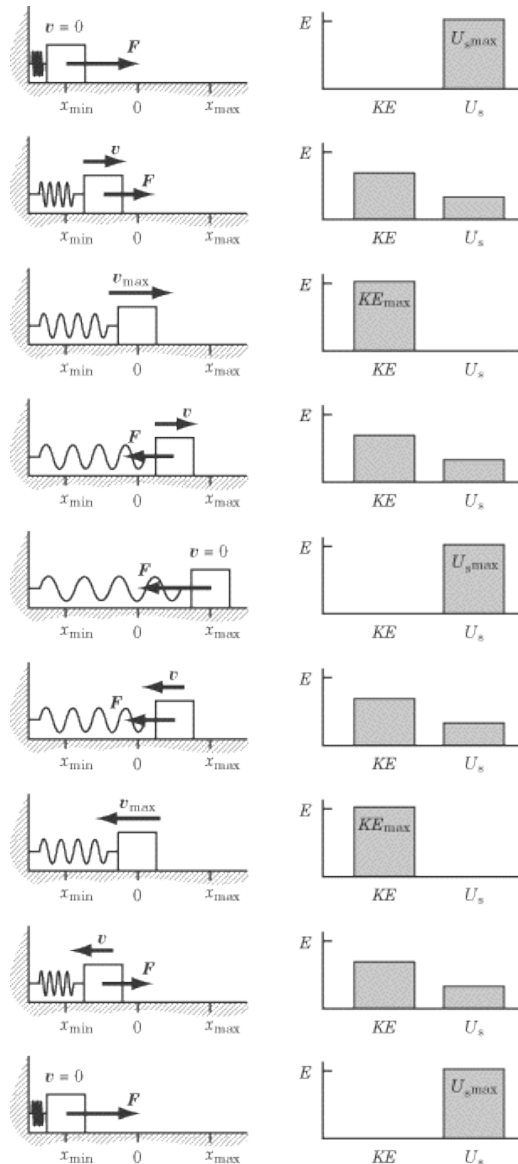 v = 0
F
x_min 0 x_max
E
U_s max
KE U_s
v
F
x_min 0 x_max
E
KE U_s
v_max
x_min 0 x_max
E
KE_max
KE U_s
F
v
x_min 0 x_max
E
KE U_s
v = 0
F
x_min 0 x_max
E
U_s max
KE U_s
v
F
x_min 0 x_max
E
KE U_s
v_max
x_min 0 x_max
E
KE_max
KE U_s
v
F
x_min 0 x_max
E
KE U_s
v = 0
F
x_min 0 x_max
E
U_s max
KE U_s